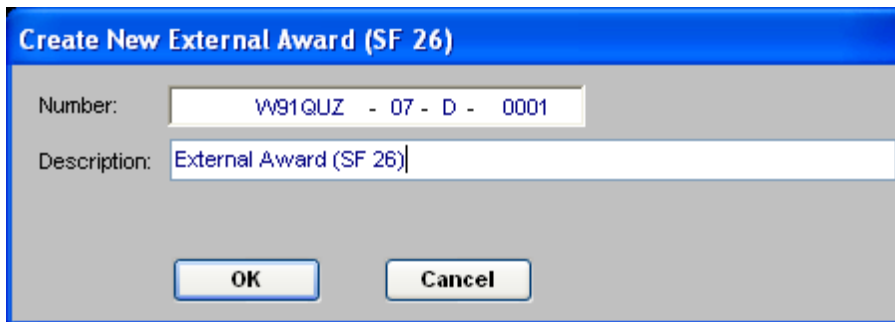 Create New External Award (SF 26)
Number: W91QUZ - 07 - D - 0001
Description: External Award (SF 26)
OK Cancel